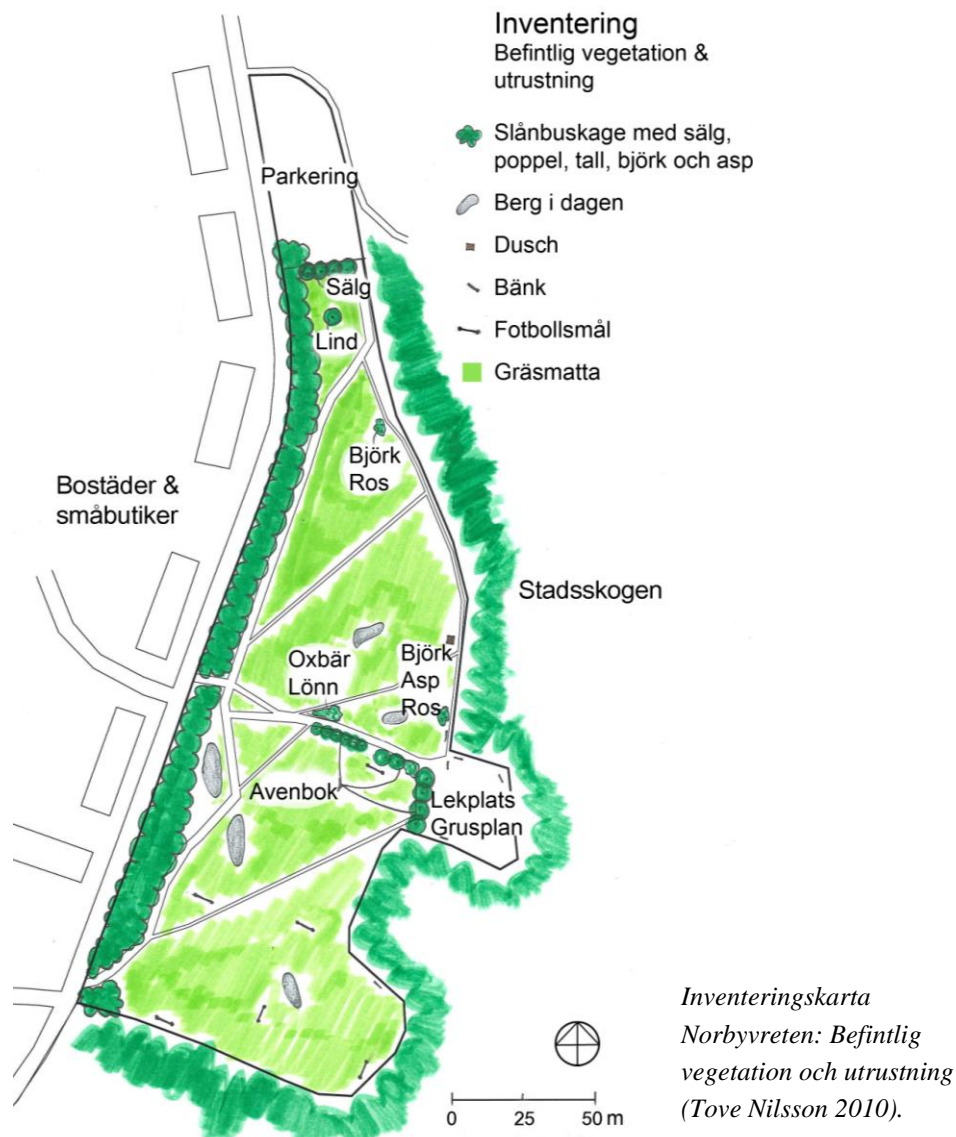 Inventering
Befintlig vegetation &
utrustning
Slånbuskage med sälg,
poppel, tall, björk och asp
Berg i dagen
Dusch
Bänk
Fotbollsmål
Gräsmatta
Parkering
Sälg
Lind
Björk
Ros
Bostäder &
småbutiker
Stadsskogen
Oxbär
Lönn
Björk
Asp
Ros
Avenbok
Lekplats
Grusplan
0 25 50 m
Inventeringskarta
Norbyvreten: Befintlig
vegetation och utrustning
(Tove Nilsson 2010).